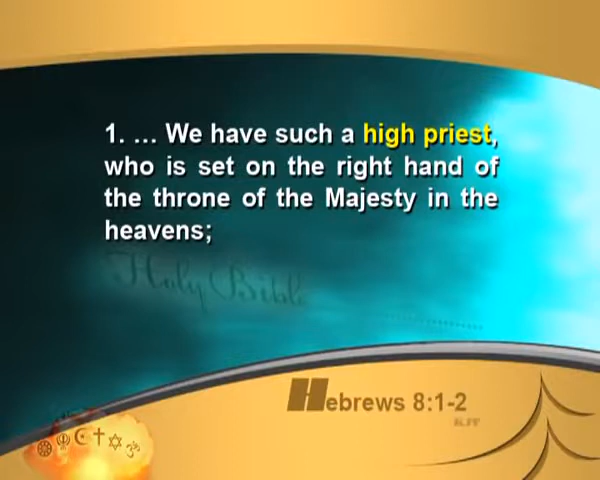 1. ... We have such a high priest,
who is set on the right hand of
the throne of the Majesty in the
heavens;
Holy Bible
Hebrews 8:1-2